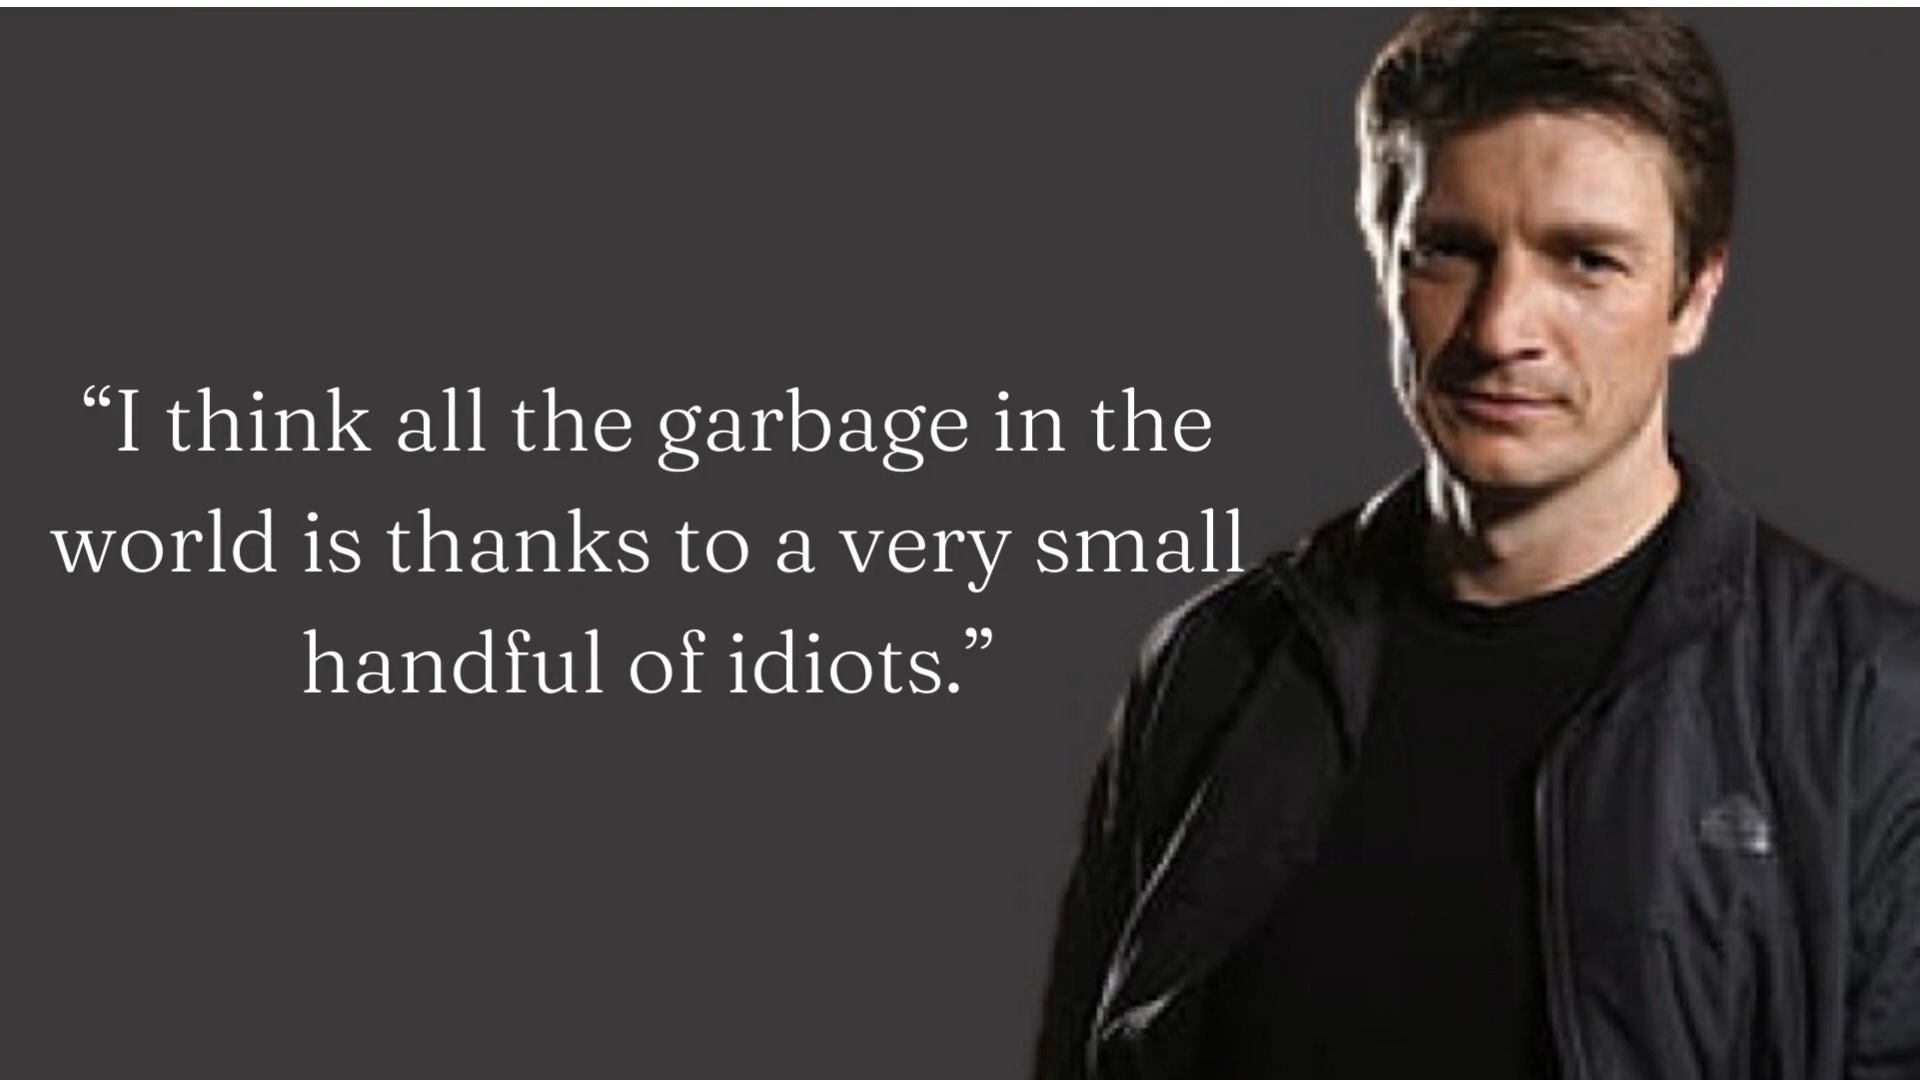 “I think all the garbage in the
world is thanks to a very small
handful of idiots.”